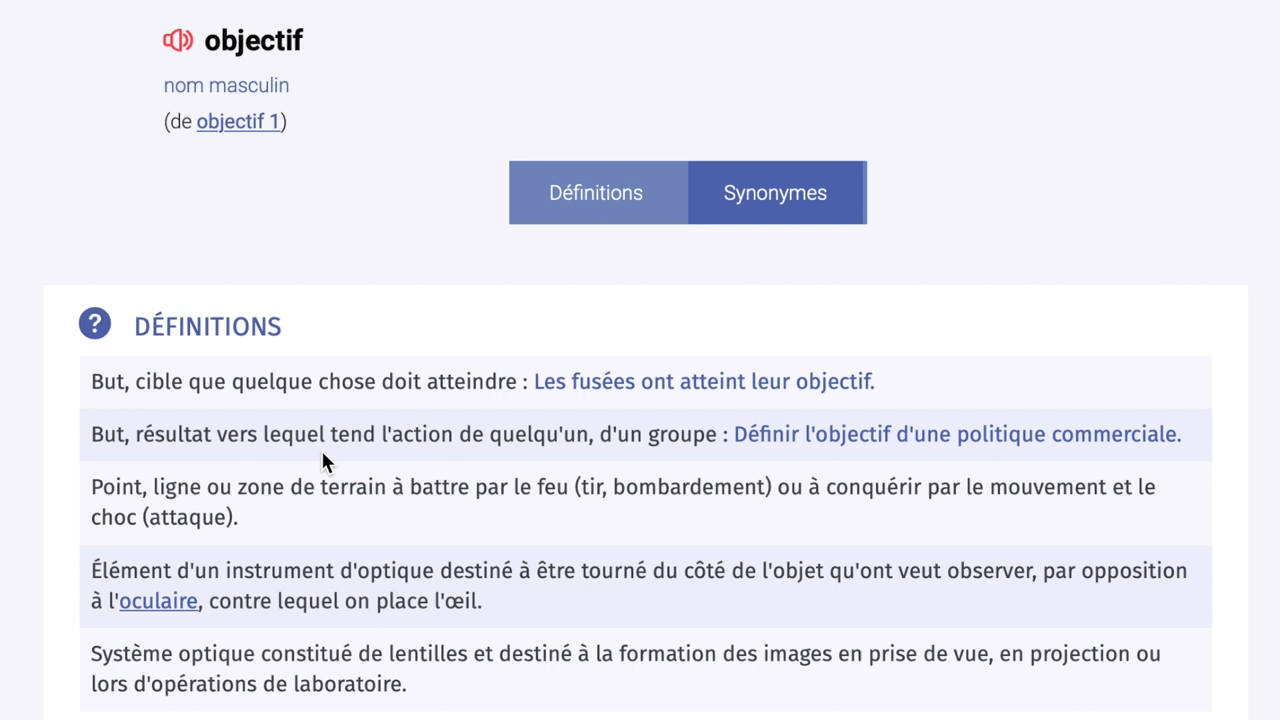 objectif
nom masculin
(de objectif 1)
Définitions
Synonymes
?
DÉFINITIONS
But, cible que quelque chose doit atteindre : Les fusées ont atteint leur objectif.
But, résultat vers lequel tend l'action de quelqu'un, d'un groupe : Définir l'objectif d'une politique commerciale.
Point, ligne ou zone de terrain à battre par le feu (tir, bombardement) ou à conquérir par le mouvement et le
choc (attaque).
Élément d'un instrument d'optique destiné à être tourné du côté de l'objet qu'ont veut observer, par opposition
à l'oculaire, contre lequel on place l'œil.
Système optique constitué de lentilles et destiné à la formation des images en prise de vue, en projection ou
lors d'opérations de laboratoire.